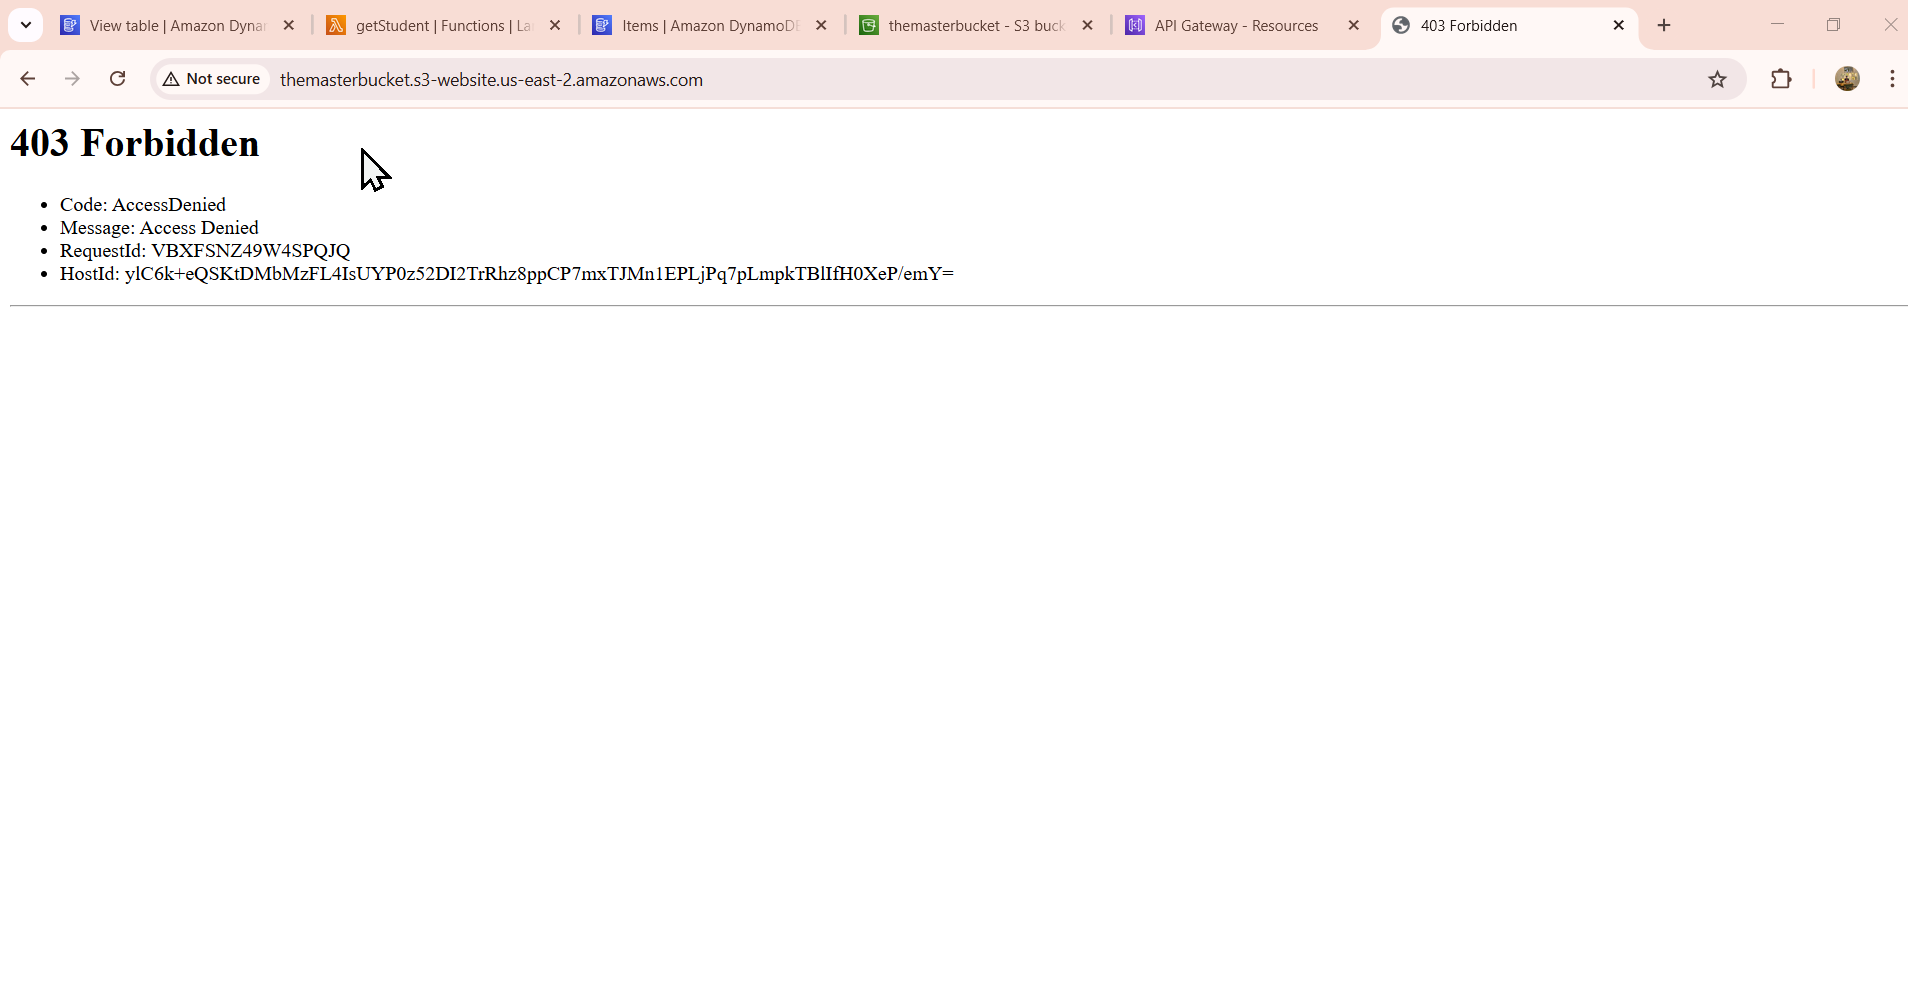 View table | Amazon Dynam
getStudent | Functions | La
Items | Amazon DynamoDB
themasterbucket - S3 buck
API Gateway - Resources
403 Forbidden
Not secure
themasterbucket.s3-website.us-east-2.amazonaws.com
403 Forbidden
• Code: AccessDenied
• Message: Access Denied
• RequestId: VBXFSNZ49W4SPQJQ
• HostId: ylC6k+eQSKtDMbMzFL4IsUYP0z52DI2TrRhz8ppCP7mxTJMn1EPLjPq7pLmpkTBlIfH0XeP/emY=